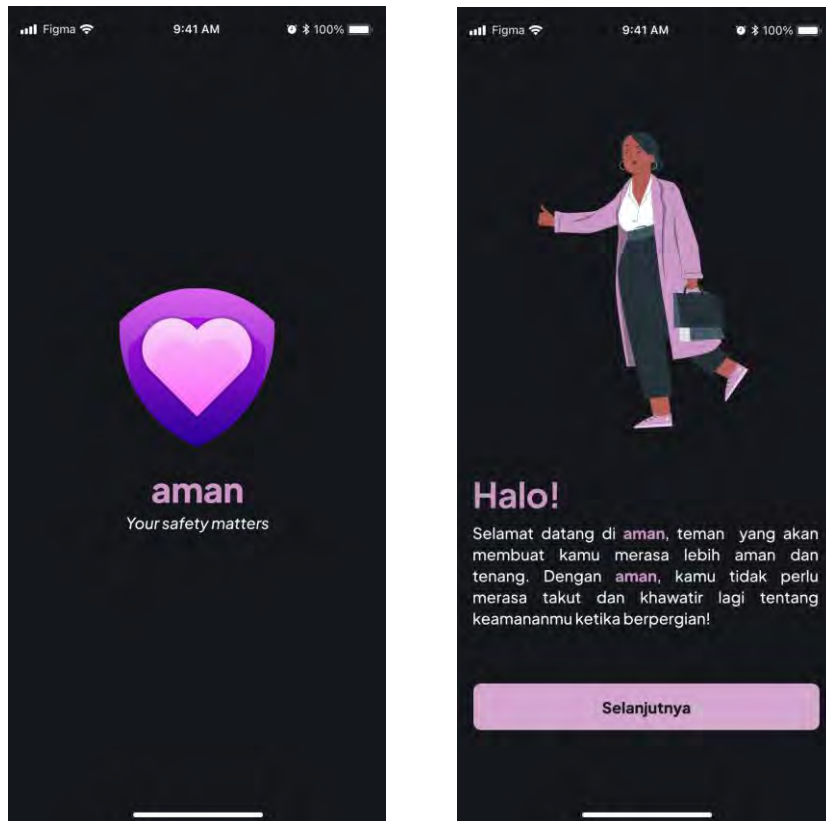 Figma
9:41 AM
100%
aman
Your safety matters
Figma
9:41 AM
100%
Halo!
Selamat datang di aman, teman yang akan
membuat kamu merasa lebih aman dan
tenang. Dengan aman, kamu tidak perlu
merasa takut dan khawatir lagi tentang
keamananmu ketika berpergian!
Selanjutnya